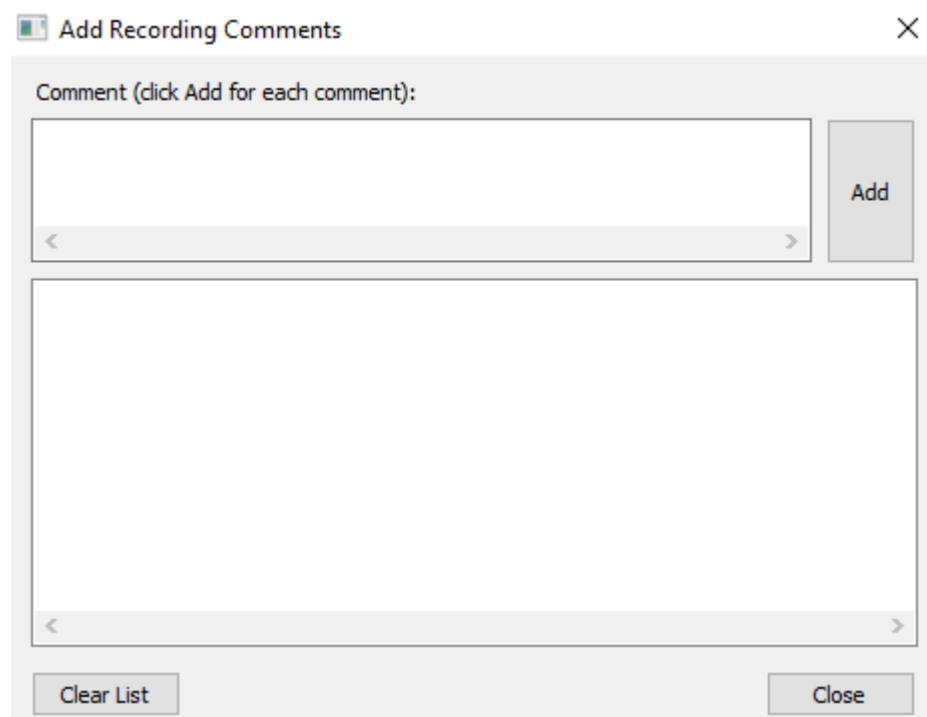 Add Recording Comments
Comment (click Add for each comment):
Add
Clear List
Close